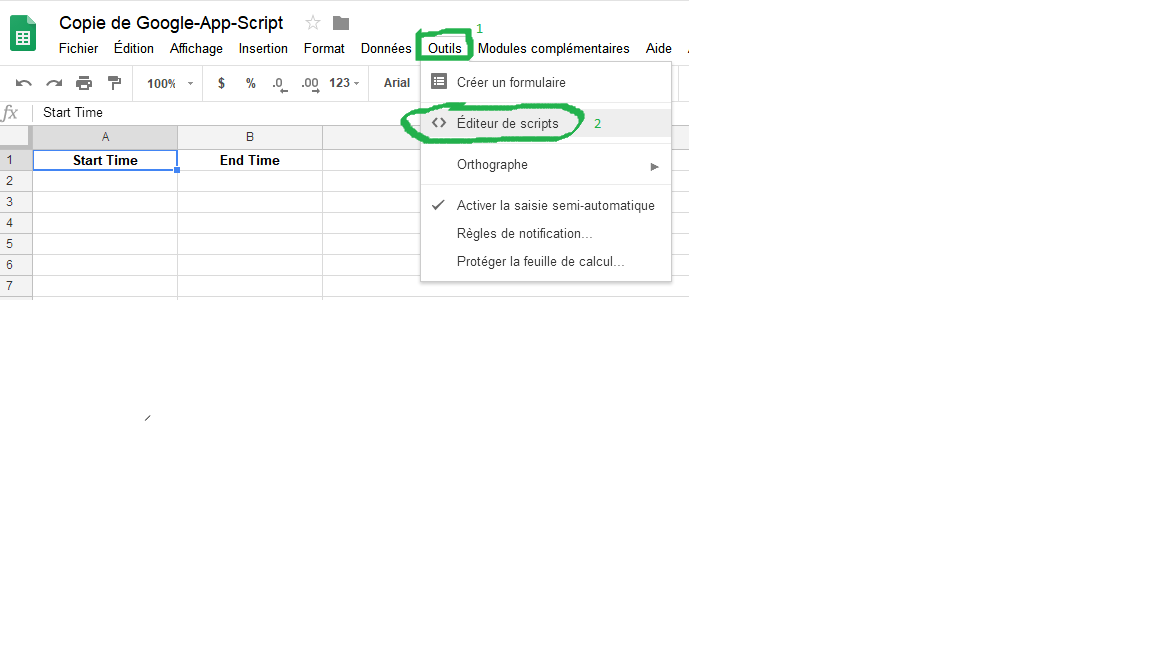 Copie de Google-App-Script
1
Fichier Édition Affichage Insertion Format Données Outils Modules complémentaires Aide
100% $ % .0 .00 123 Arial
Créer un formulaire
fx Start Time
Éditeur de scripts 2
A B
1 Start Time End Time
Orthographe
2
3
Activer la saisie semi-automatique
4
Règles de notification...
5
Protéger la feuille de calcul...
6
7